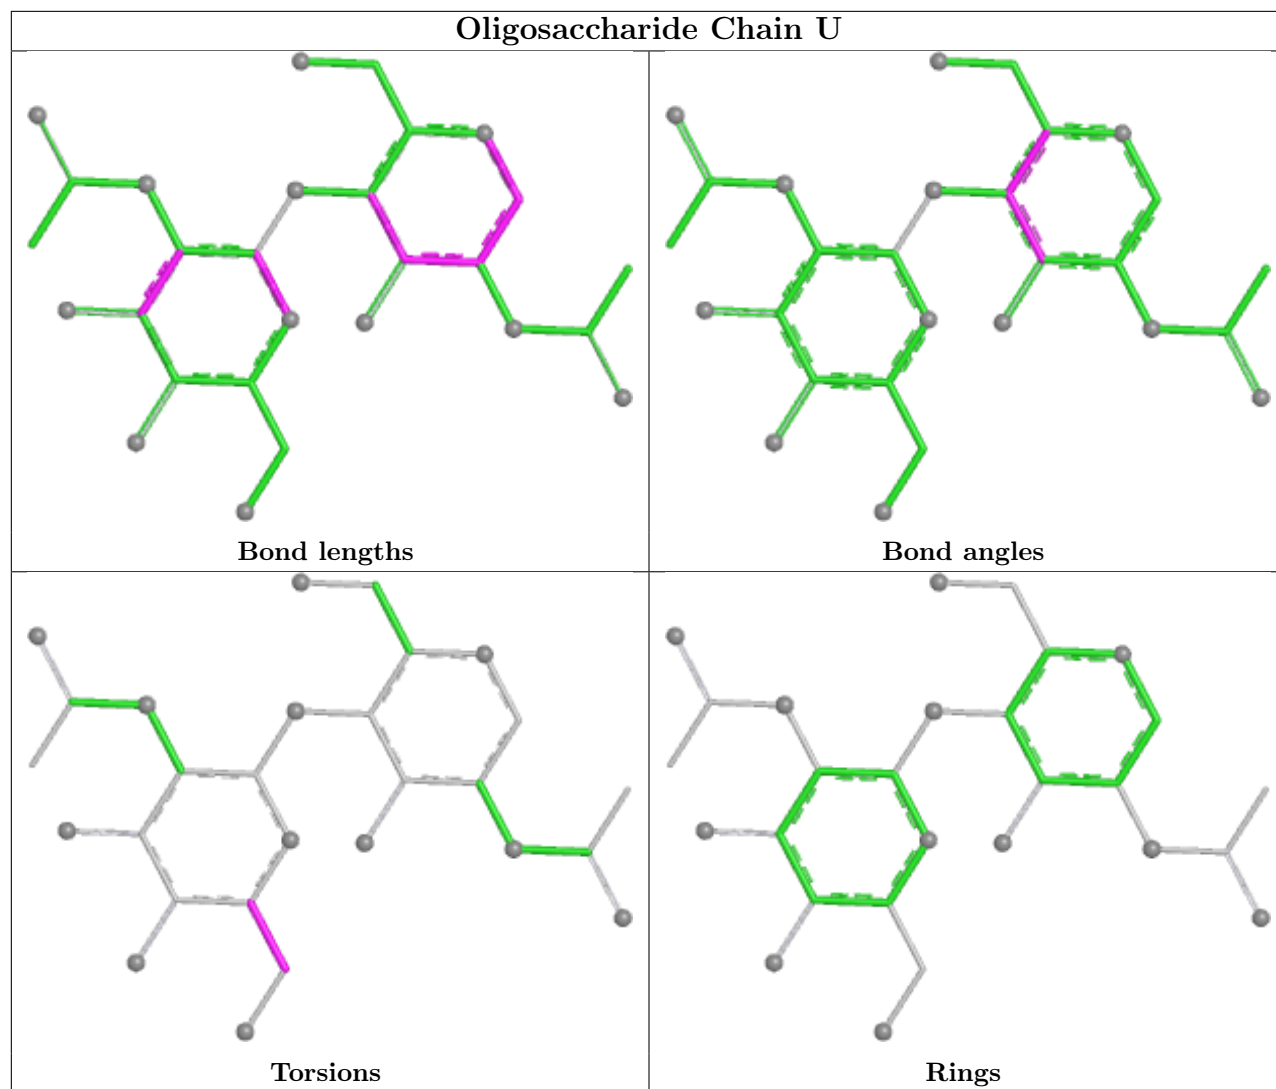 Oligosaccharide Chain U
Bond lengths
Bond angles
Torsions
Rings